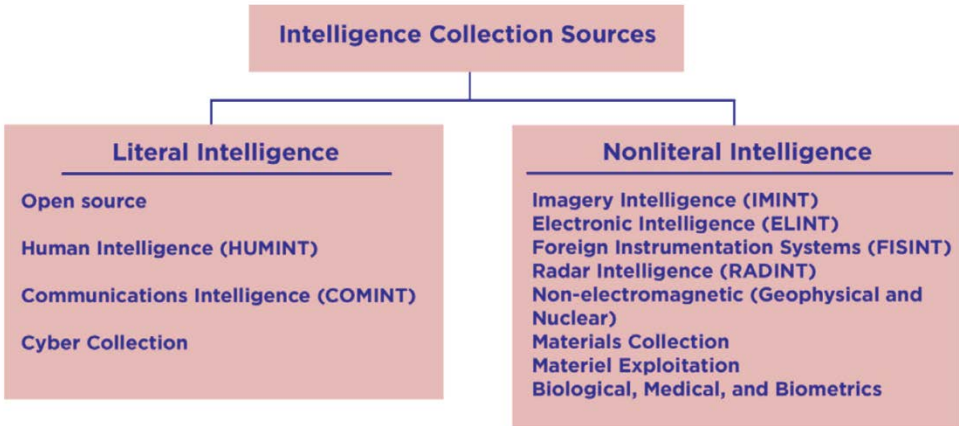 Intelligence Collection Sources
Literal Intelligence
Open source
Human Intelligence (HUMINT)
Communications Intelligence (COMINT)
Cyber Collection
Nonliteral Intelligence
Imagery Intelligence (IMINT)
Electronic Intelligence (ELINT)
Foreign Instrumentation Systems (FISINT)
Radar Intelligence (RADINT)
Non-electromagnetic (Geophysical and
Nuclear)
Materials Collection
Materiel Exploitation
Biological, Medical, and Biometrics